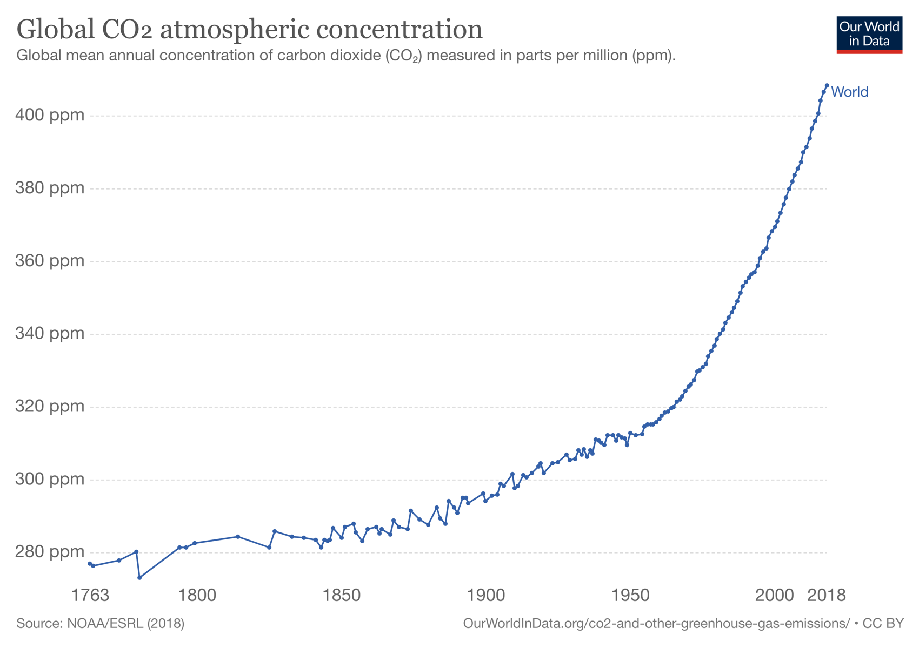 Global CO2 atmospheric concentration
Our World
in Data
Global mean annual concentration of carbon dioxide (CO₂) measured in parts per million (ppm).
World
400 ppm
380 ppm
360 ppm
340 ppm
320 ppm
300 ppm
280 ppm
1763 1800 1850 1900 1950 2000 2018
Source: NOAA/ESRL (2018) OurWorldInData.org/co2-and-other-greenhouse-gas-emissions/ • CC BY